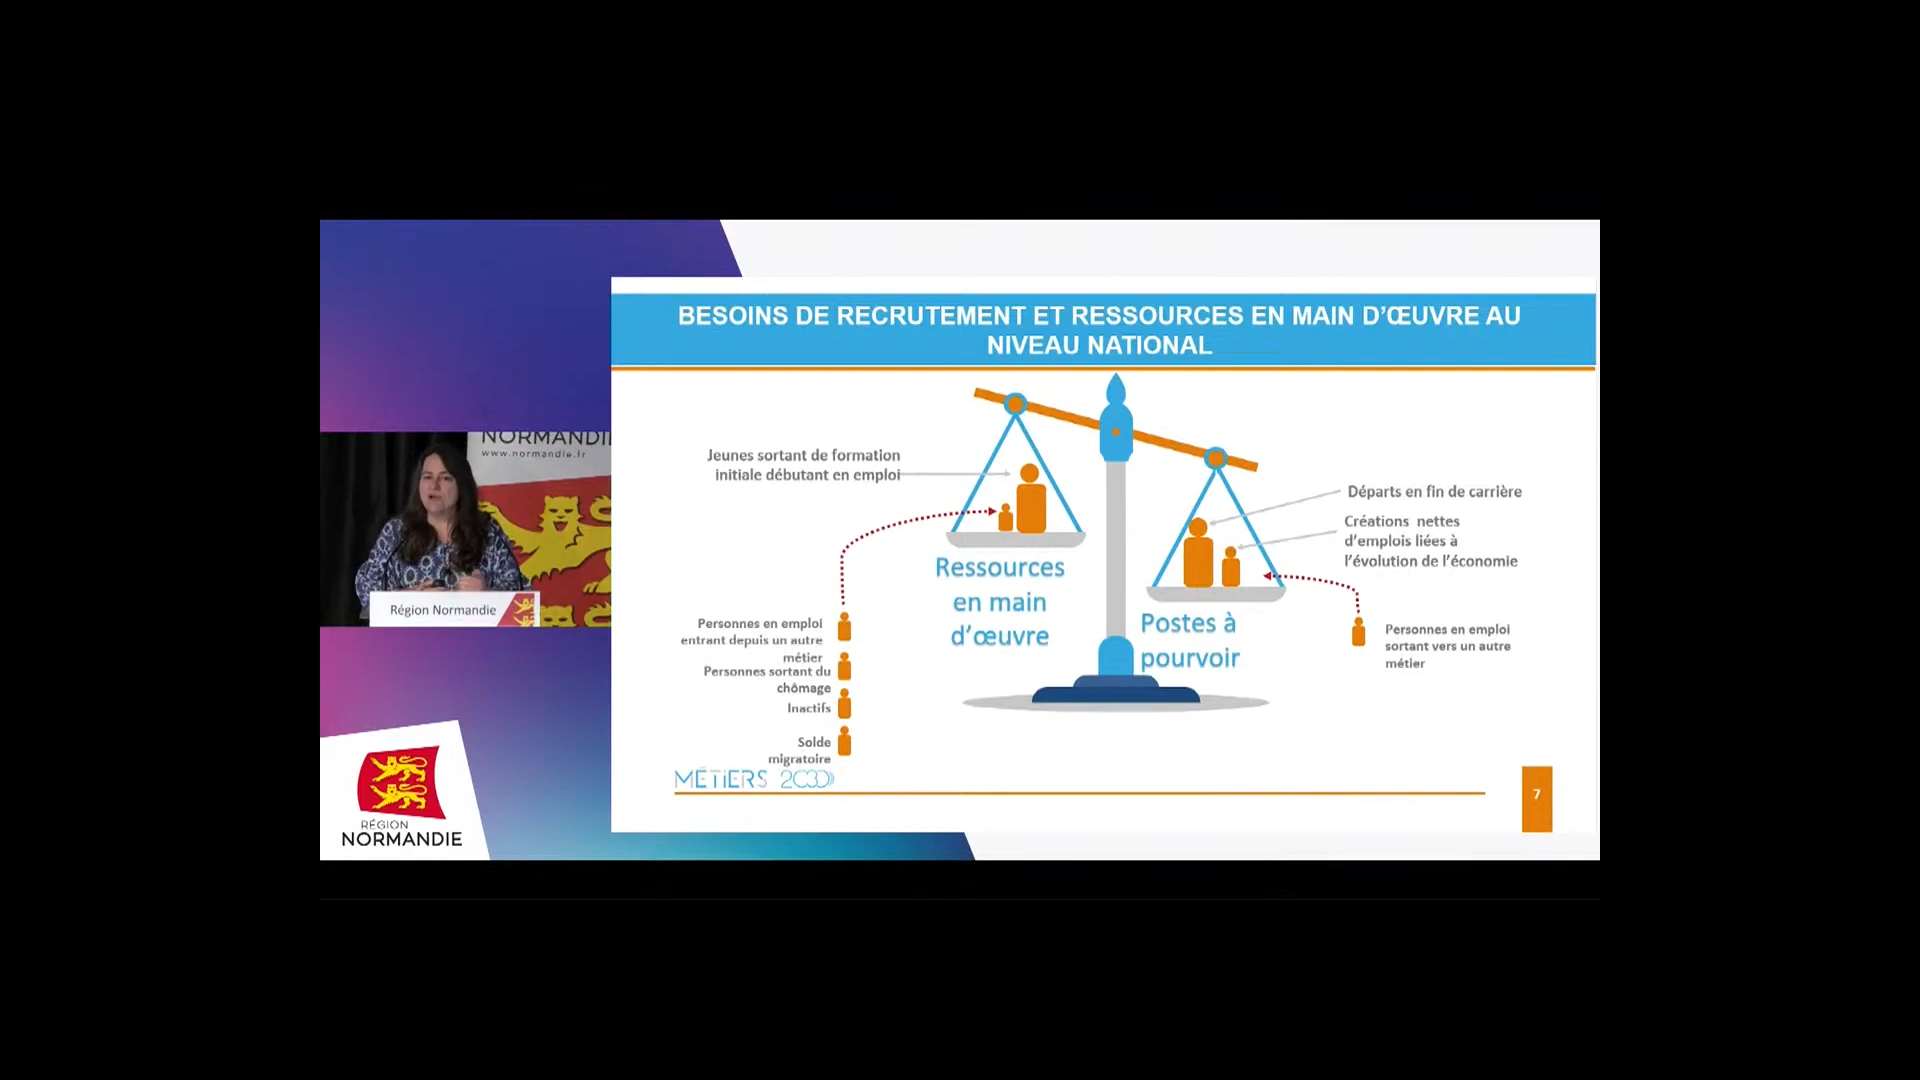 BESOINS DE RECRUTEMENT ET RESSOURCES EN MAIN D'ŒUVRE AU
NIVEAU NATIONAL
Jeunes sortant de formation
initiale débutant en emploi
Départs en fin de carrière
Créations nettes
d'emplois liées à
l'évolution de l'économie
Ressources
en main
d'œuvre
Postes à
pourvoir
Personnes en emploi
entrant depuis un autre
métier
Personnes sortant du
chômage
Inactifs
Solde
migratoire
Personnes en emploi
sortant vers un autre
métier
MÉTIERS 2030
7
NORMANDIE
www.normandie.fr
Région Normandie
RÉGION
NORMANDIE